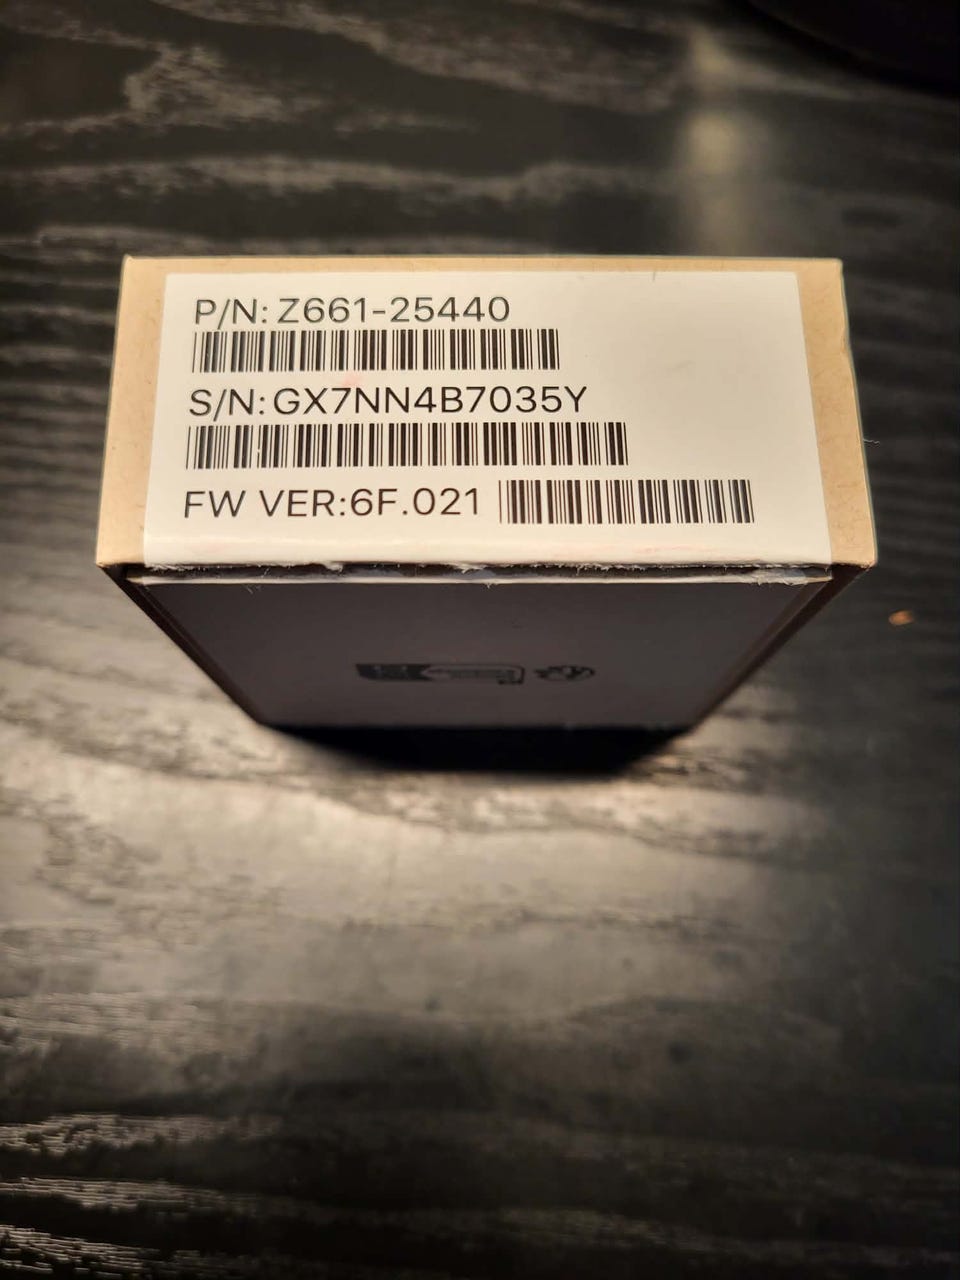 P/N: Z661-25440
S/N: GX7NN4B7035Y
FW VER:6F.021